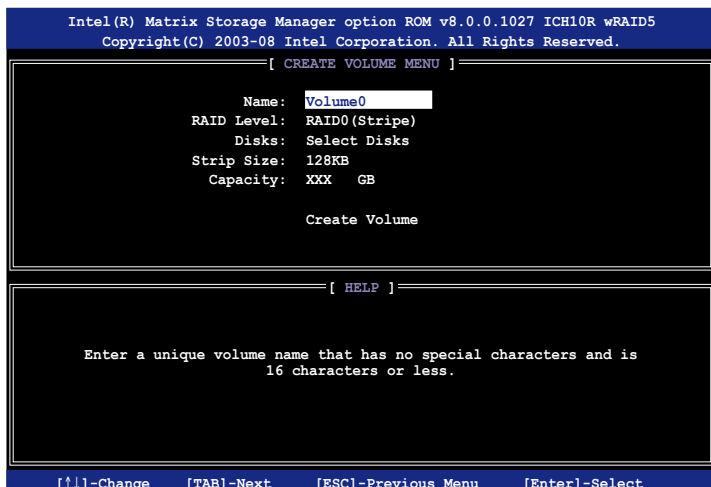 Intel(R) Matrix Storage Manager option ROM v8.0.0.1027 ICH10R wRAID5
Copyright(C) 2003-08 Intel Corporation. All Rights Reserved.
[ CREATE VOLUME MENU ]
Name: Volume0
RAID Level: RAID0(Stripe)
Disks: Select Disks
Strip Size: 128KB
Capacity: XXX GB
Create Volume
[ HELP ]
Enter a unique volume name that has no special characters and is
16 characters or less.
[↑↓]-Change [TAB]-Next [ESC]-Previous Menu [Enter]-Select